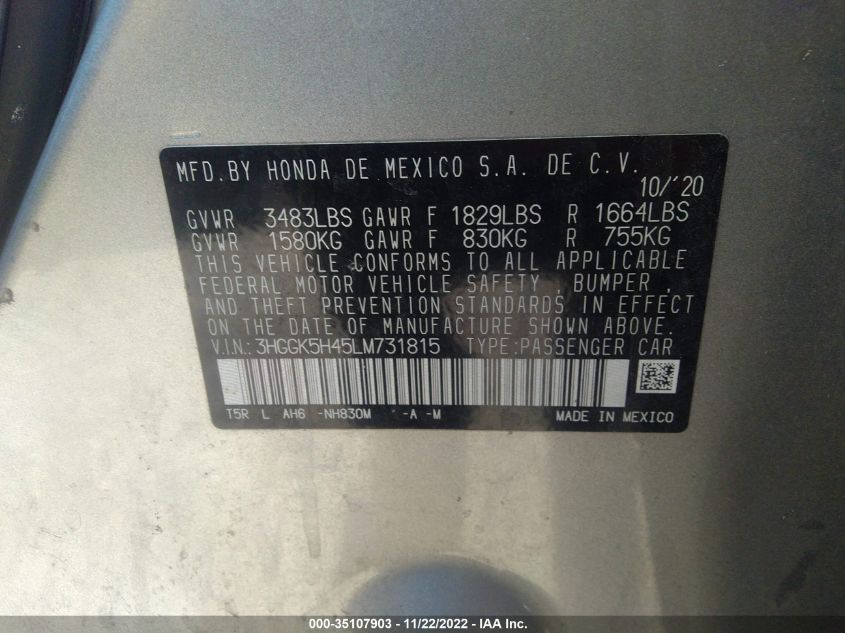 MFD.BY HONDA DE MEXICO S.A. DE C.V.
10/'20
GVWR 3483LBS GAWR F 1829LBS R 1664LBS
GVWR 1580KG GAWR F 830KG R 755KG
THIS VEHICLE CONFORMS TO ALL APPLICABLE
FEDERAL MOTOR VEHICLE SAFETY , BUMPER ,
AND THEFT PREVENTION STANDARDS IN EFFECT
ON THE DATE OF MANUFACTURE SHOWN ABOVE.
V.I.N.: 3HGGK5H45LM731815 TYPE:PASSENGER CAR
T5R L AH6 -NH830M -A -M MADE IN MEXICO
000-35107903 - 11/22/2022 - IAA Inc.